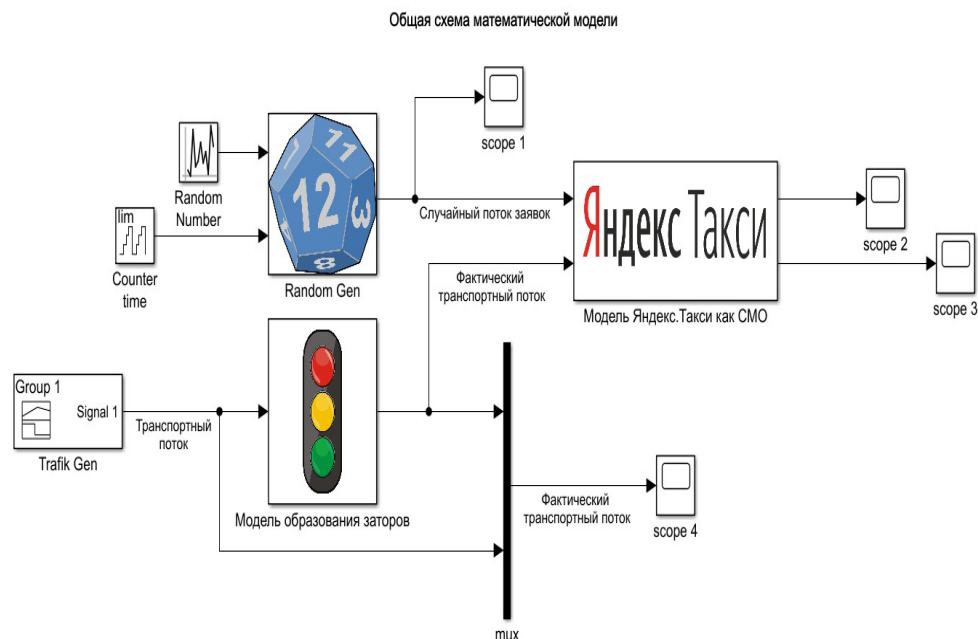 Общая схема математической модели
scope 1
Random
Number
7
11
12
3
4
8
Random Gen
lim
Counter
time
Случайный поток заявок
Яндекс Такси
Модель Яндекс.Такси как СМО
scope 2
scope 3
Фактический
транспортный поток
Group 1
Signal 1
Trafik Gen
Транспортный
поток
Модель образования заторов
Фактический
транспортный поток
scope 4
mux